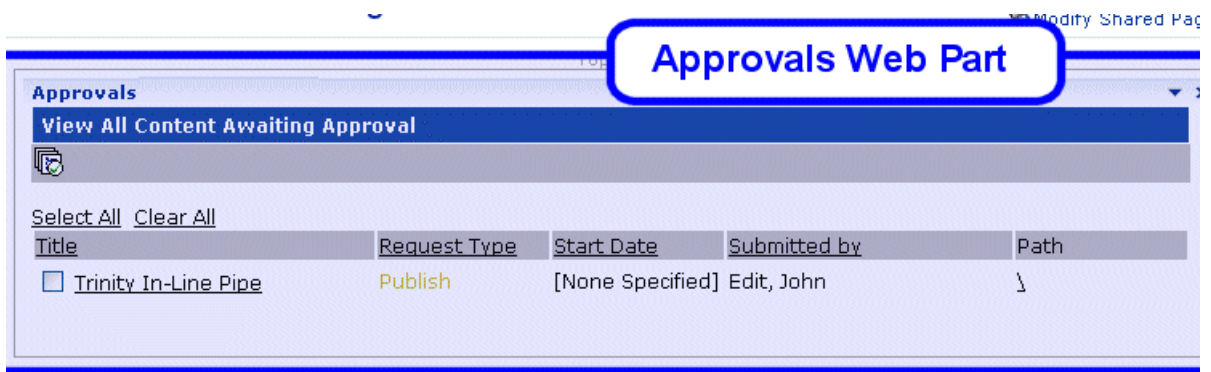 Modify Shared Pag
Approvals Web Part
Approvals
View All Content Awaiting Approval
Select All Clear All
Title Request Type Start Date Submitted by Path
Trinity In-Line Pipe Publish [None Specified] Edit, John \